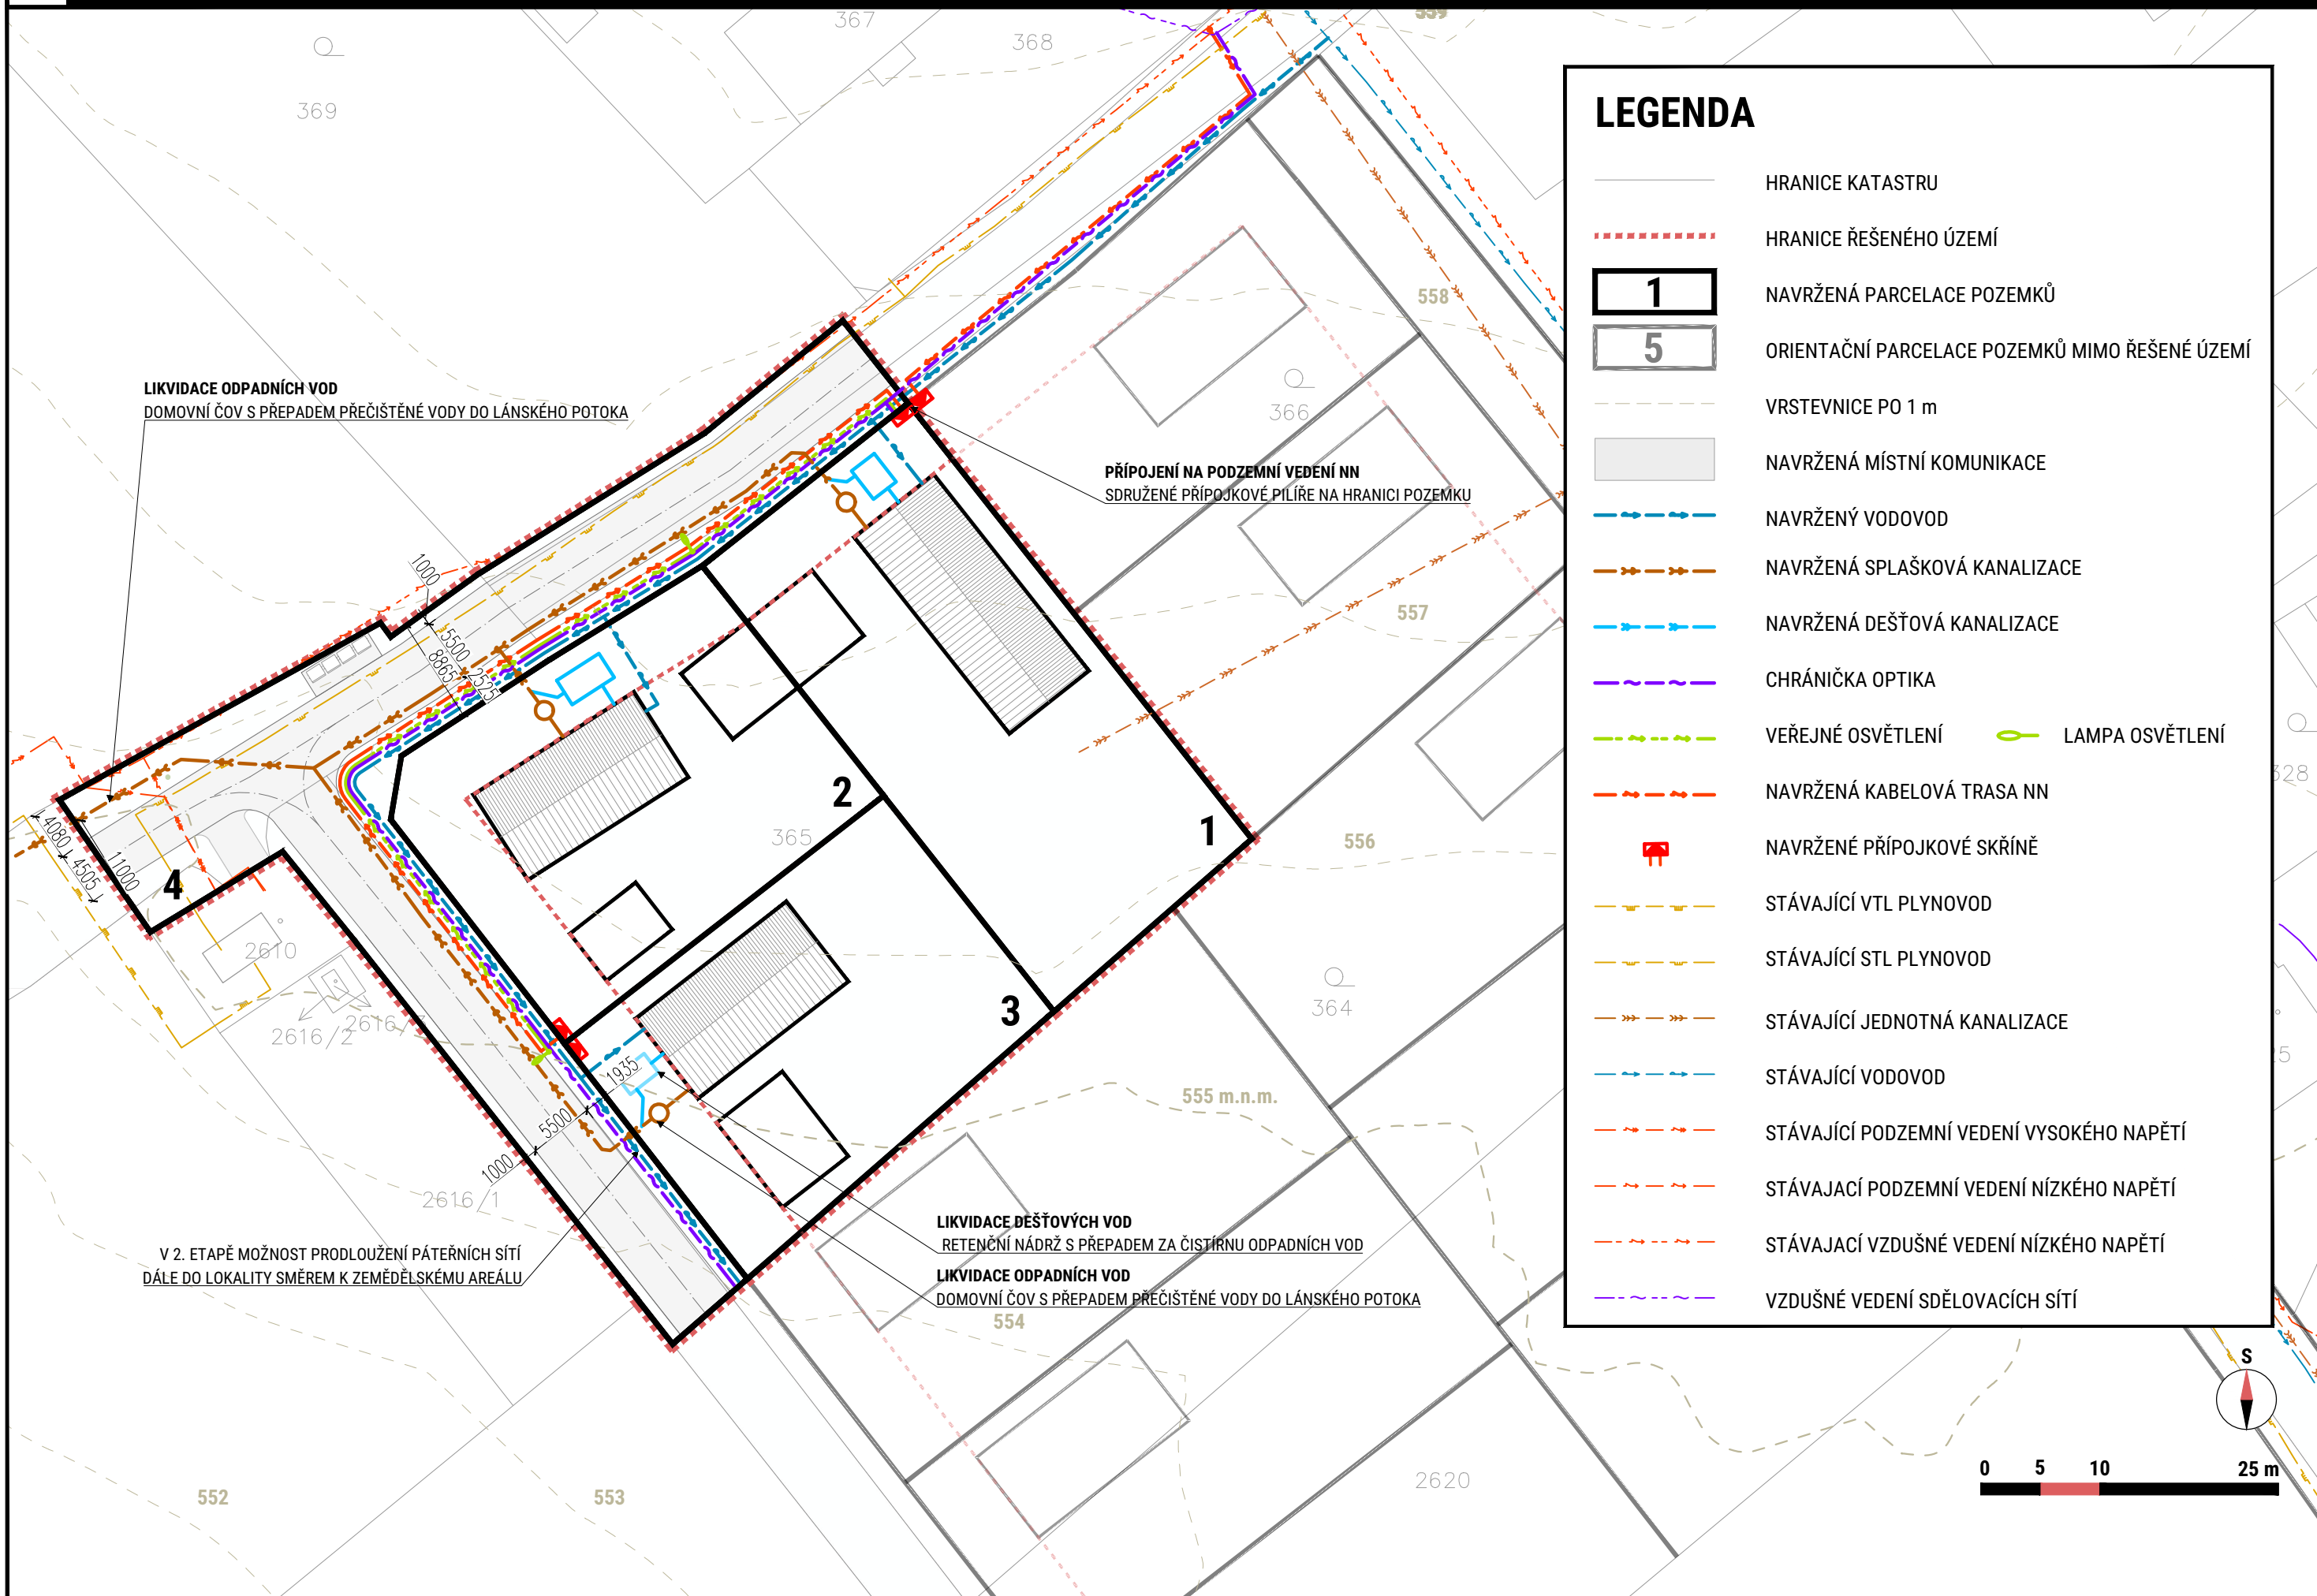 559
367
368
369
LIKVIDACE ODPADNÍCH VOD
DOMOVNÍ ČOV S PŘEPADEM PŘEČIŠTĚNÉ VODY DO LÁNSKÉHO POTOKA
558
366
PŘÍPOJENÍ NA PODZEMNÍ VEDENÍ NN
SDRUŽENÉ PŘÍPOJKOVÉ PILÍŘE NA HRANICI POZEMKU
1000
5500
8865
2525
557
2
1
365
556
4080
4505
11000
4
2610
2616/2
2616/
3
364
1935
5500
1000
555 m.n.m.
2616/1
V 2. ETAPĚ MOŽNOST PRODLOUŽENÍ PÁTEŘNÍCH SÍTÍ
DÁLE DO LOKALITY SMĚREM K ZEMĚDĚLSKÉMU AREÁLU
LIKVIDACE DEŠŤOVÝCH VOD
RETENČNÍ NÁDRŽ S PŘEPADEM ZA ČISTÍRNU ODPADNÍCH VOD
LIKVIDACE ODPADNÍCH VOD
DOMOVNÍ ČOV S PŘEPADEM PŘEČIŠTĚNÉ VODY DO LÁNSKÉHO POTOKA
554
552
553
2620
LEGENDA
HRANICE KATASTRU
HRANICE ŘEŠENÉHO ÚZEMÍ
1
NAVRŽENÁ PARCELACE POZEMKŮ
5
ORIENTAČNÍ PARCELACE POZEMKŮ MIMO ŘEŠENÉ ÚZEMÍ
VRSTEVNICE PO 1 m
NAVRŽENÁ MÍSTNÍ KOMUNIKACE
NAVRŽENÝ VODOVOD
NAVRŽENÁ SPLAŠKOVÁ KANALIZACE
NAVRŽENÁ DEŠŤOVÁ KANALIZACE
CHRÁNIČKA OPTIKA
VEŘEJNÉ OSVĚTLENÍ
LAMPA OSVĚTLENÍ
NAVRŽENÁ KABELOVÁ TRASA NN
NAVRŽENÉ PŘÍPOJKOVÉ SKŘÍNĚ
STÁVAJÍCÍ VTL PLYNOVOD
STÁVAJÍCÍ STL PLYNOVOD
STÁVAJÍCÍ JEDNOTNÁ KANALIZACE
STÁVAJÍCÍ VODOVOD
STÁVAJÍCÍ PODZEMNÍ VEDENÍ VYSOKÉHO NAPĚTÍ
STÁVAJACÍ PODZEMNÍ VEDENÍ NÍZKÉHO NAPĚTÍ
STÁVAJACÍ VZDUŠNÉ VEDENÍ NÍZKÉHO NAPĚTÍ
VZDUŠNÉ VEDENÍ SDĚLOVACÍCH SÍTÍ
328
S
0 5 10 25 m